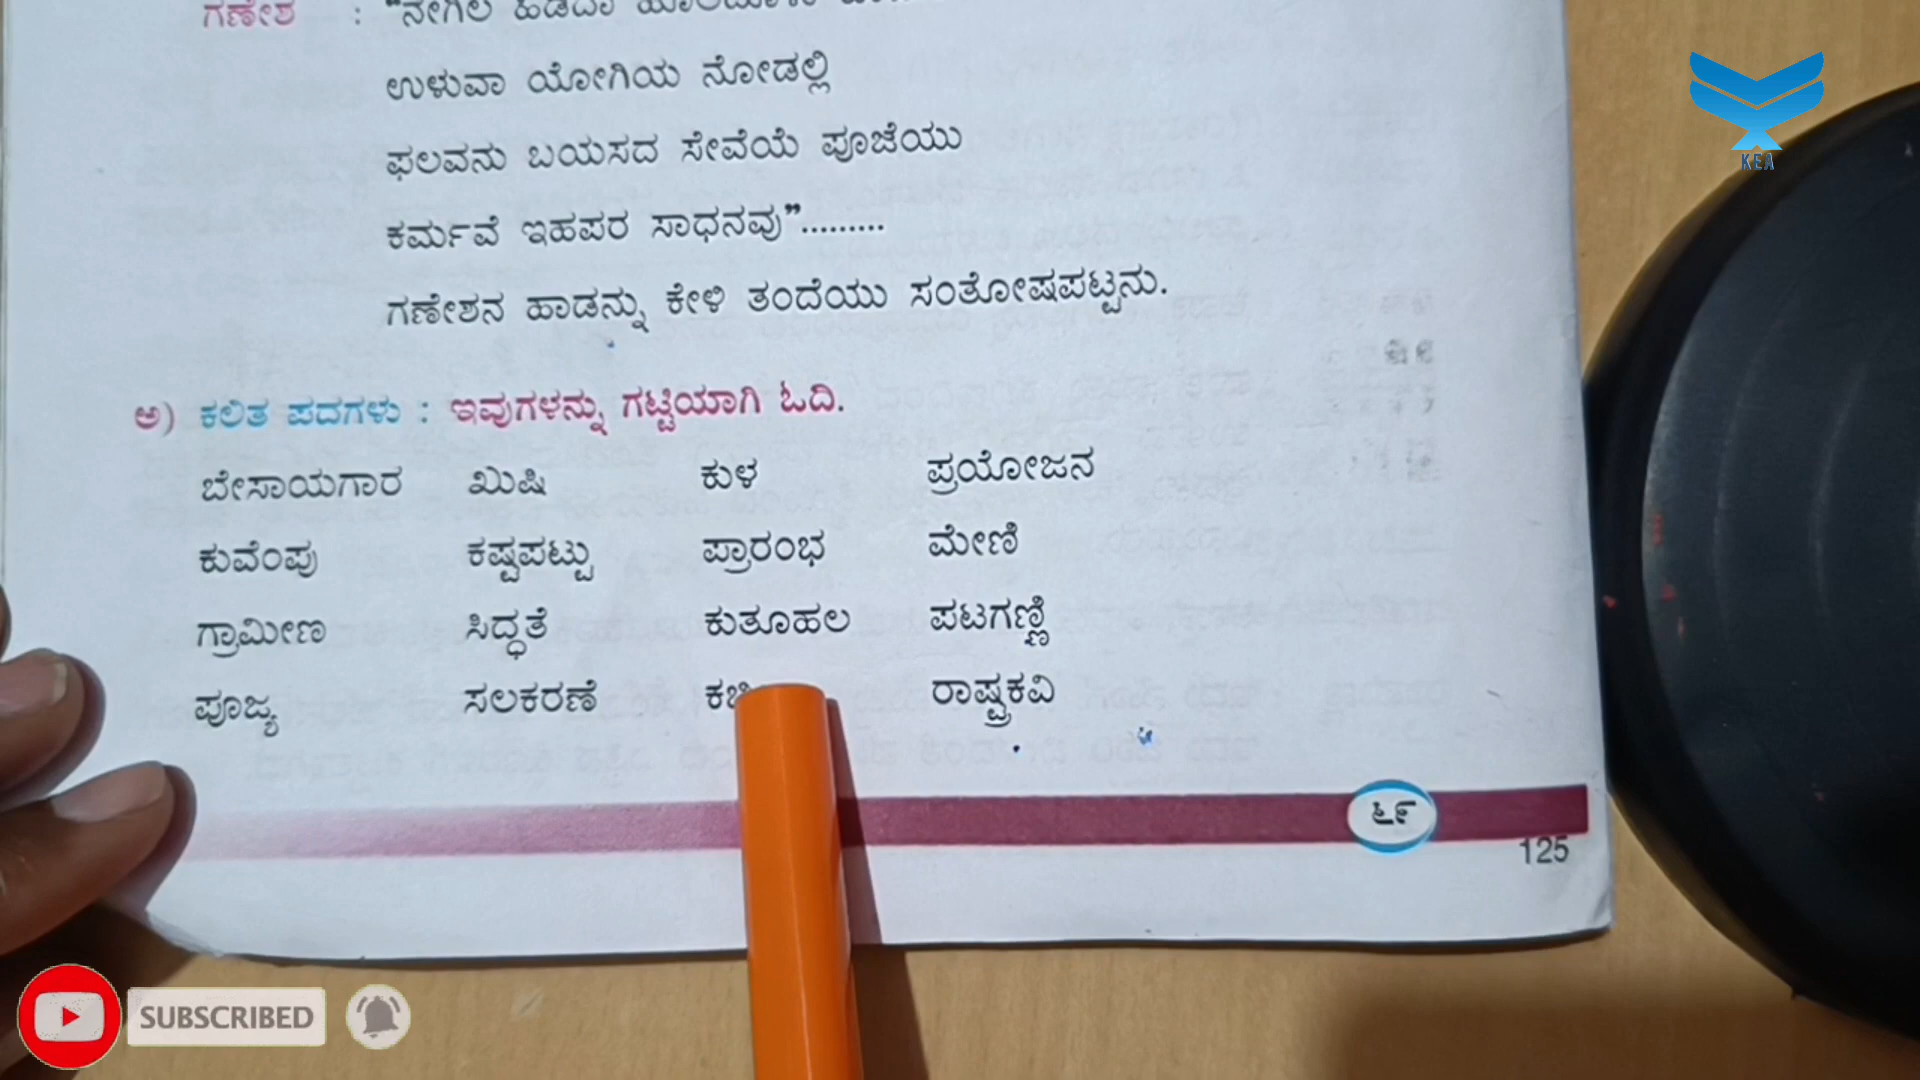 ಗಣೇಶ : "ನೇಗಿಲ ಹಿಡಿದಾ
ಉಳುವಾ ಯೋಗಿಯ ನೋಡಲ್ಲಿ
ಫಲವನು ಬಯಸದ ಸೇವೆಯೆ ಪೂಜೆಯು
ಕರ್ಮವೆ ಇಹಪರ ಸಾಧನವು".........
ಗಣೇಶನ ಹಾಡನ್ನು ಕೇಳಿ ತಂದೆಯು ಸಂತೋಷಪಟ್ಟನು.
ಅ) ಕಲಿತ ಪದಗಳು : ಇವುಗಳನ್ನು ಗಟ್ಟಿಯಾಗಿ ಓದಿ.
ಬೇಸಾಯಗಾರ ಖುಷಿ ಕುಳ ಪ್ರಯೋಜನ
ಕುವೆಂಪು ಕಷ್ಟಪಟ್ಟು ಪ್ರಾರಂಭ ಮೇಣಿ
ಗ್ರಾಮೀಣ ಸಿದ್ಧತೆ ಕುತೂಹಲ ಪಟಗಣ್ಣಿ
ಪೂಜ್ಯ ಸಲಕರಣೆ ರಾಷ್ಟ್ರಕವಿ
೬೯
125
KEA
SUBSCRIBED